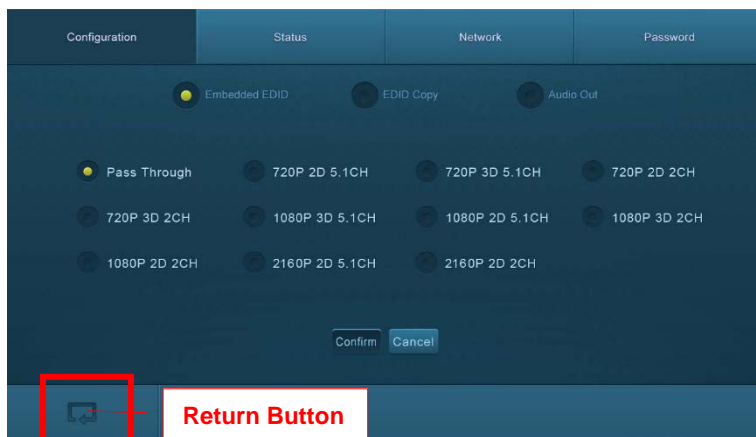 Configuration Status Network Password
Embedded EDID EDID Copy Audio Out
Pass Through 720P 2D 5.1CH 720P 3D 5.1CH 720P 2D 2CH
720P 3D 2CH 1080P 3D 5.1CH 1080P 2D 5.1CH 1080P 3D 2CH
1080P 2D 2CH 2160P 2D 5.1CH 2160P 2D 2CH
Confirm Cancel
Return Button